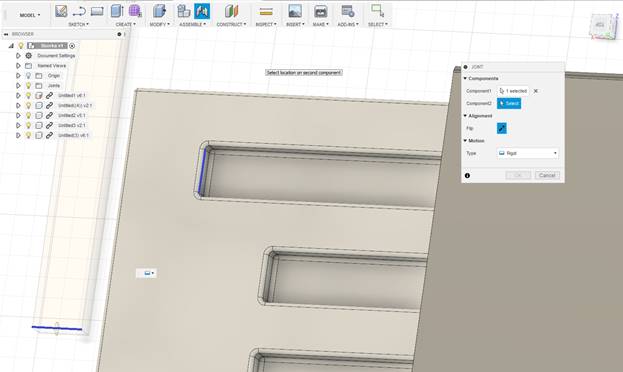 MODEL
SKETCH
CREATE
MODIFY
ASSEMBLE
CONSTRUCT
INSPECT
INSERT
MAKE
ADD-INS
SELECT
BROWSER
Document Settings
Named Views
Origin
Joints
Untitled1 v6:1
Untitled(4) v2:1
Untitled2 v5:1
Untitled3 v2:1
Untitled(3) v6:1
Select location on second component
JOINT
Components
Component1 1 selected
Component2 Select
Alignment
Flip
Motion
Type Rigid
OK Cancel